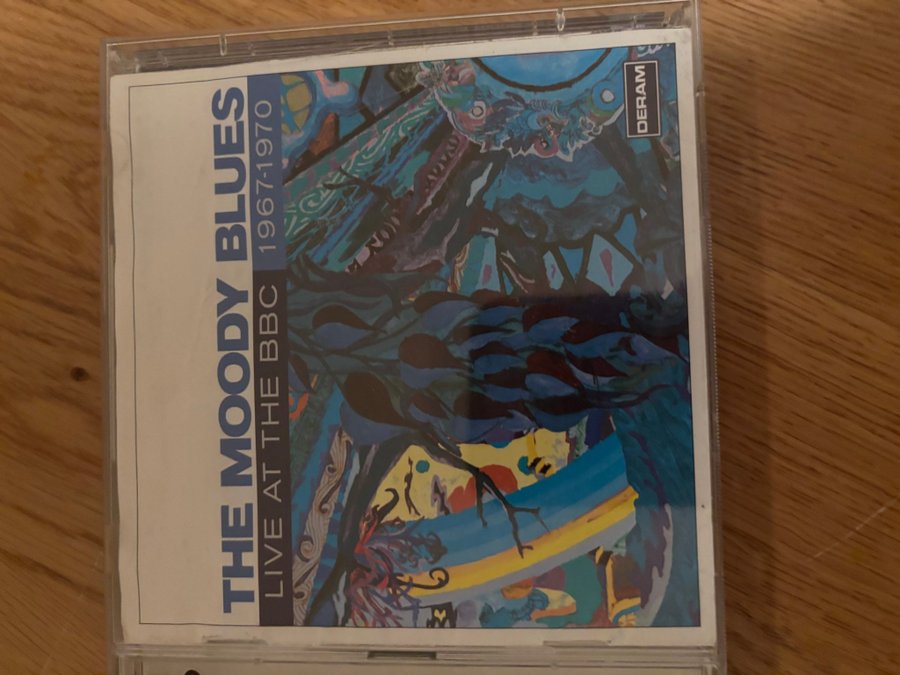 THE MOODY BLUES
LIVE AT THE BBC 1967-1970
DERAM